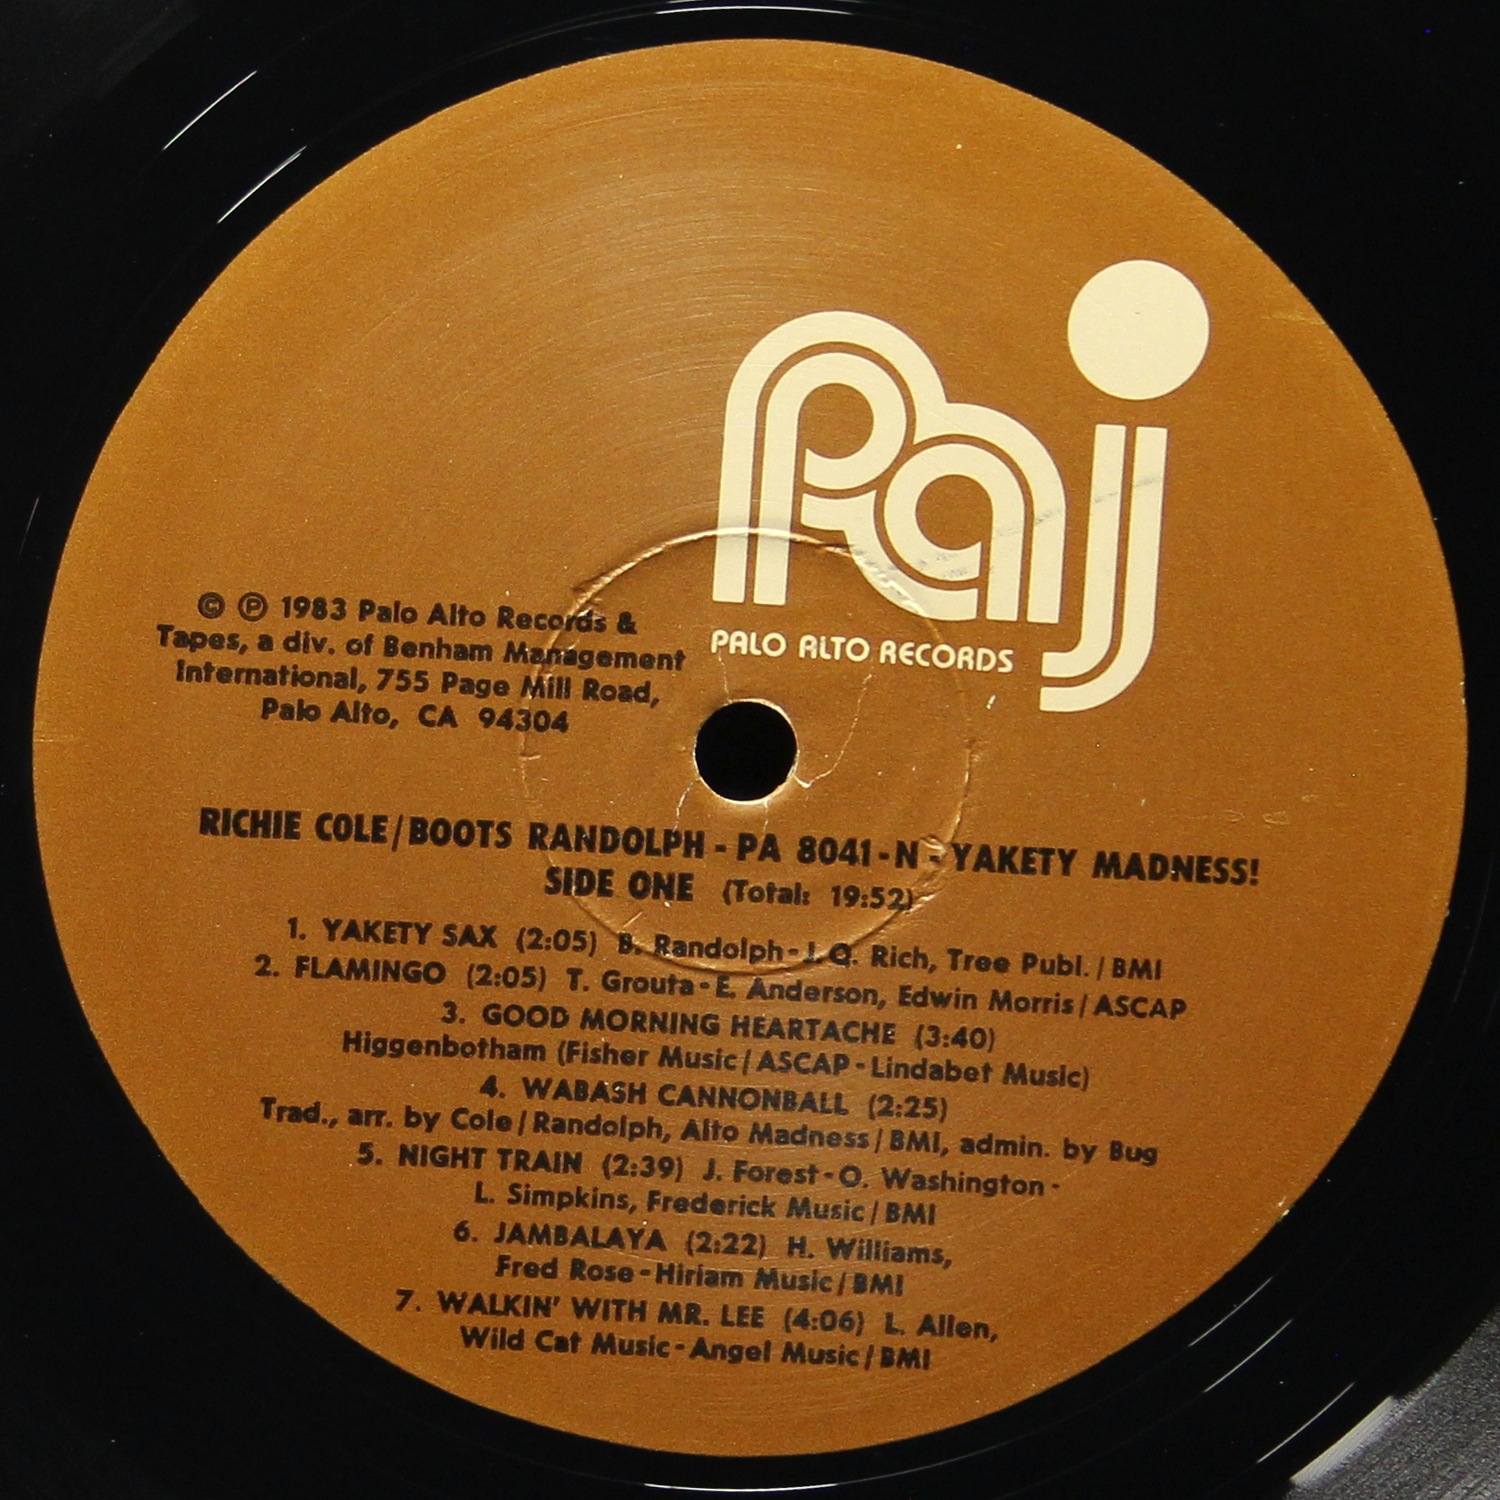 paj
PALO ALTO RECORDS
© ℗ 1983 Palo Alto Records &
Tapes, a div. of Benham Management
International, 755 Page Mill Road,
Palo Alto, CA 94304
RICHIE COLE/BOOTS RANDOLPH - PA 8041-N - YAKETY MADNESS!
SIDE ONE (Total: 19:52)
1. YAKETY SAX (2:05) B. Randolph-J. Q. Rich, Tree Publ./BMI
2. FLAMINGO (2:05) T. Grouta-E. Anderson, Edwin Morris/ASCAP
3. GOOD MORNING HEARTACHE (3:40)
Higgenbotham (Fisher Music/ASCAP-Lindabet Music)
4. WABASH CANNONBALL (2:25)
Trad., arr. by Cole/Randolph, Alto Madness/BMI, admin. by Bug
5. NIGHT TRAIN (2:39) J. Forest-O. Washington-
L. Simpkins, Frederick Music/BMI
6. JAMBALAYA (2:22) H. Williams,
Fred Rose-Hiriam Music/BMI
7. WALKIN' WITH MR. LEE (4:06) L. Allen,
Wild Cat Music-Angel Music/BMI